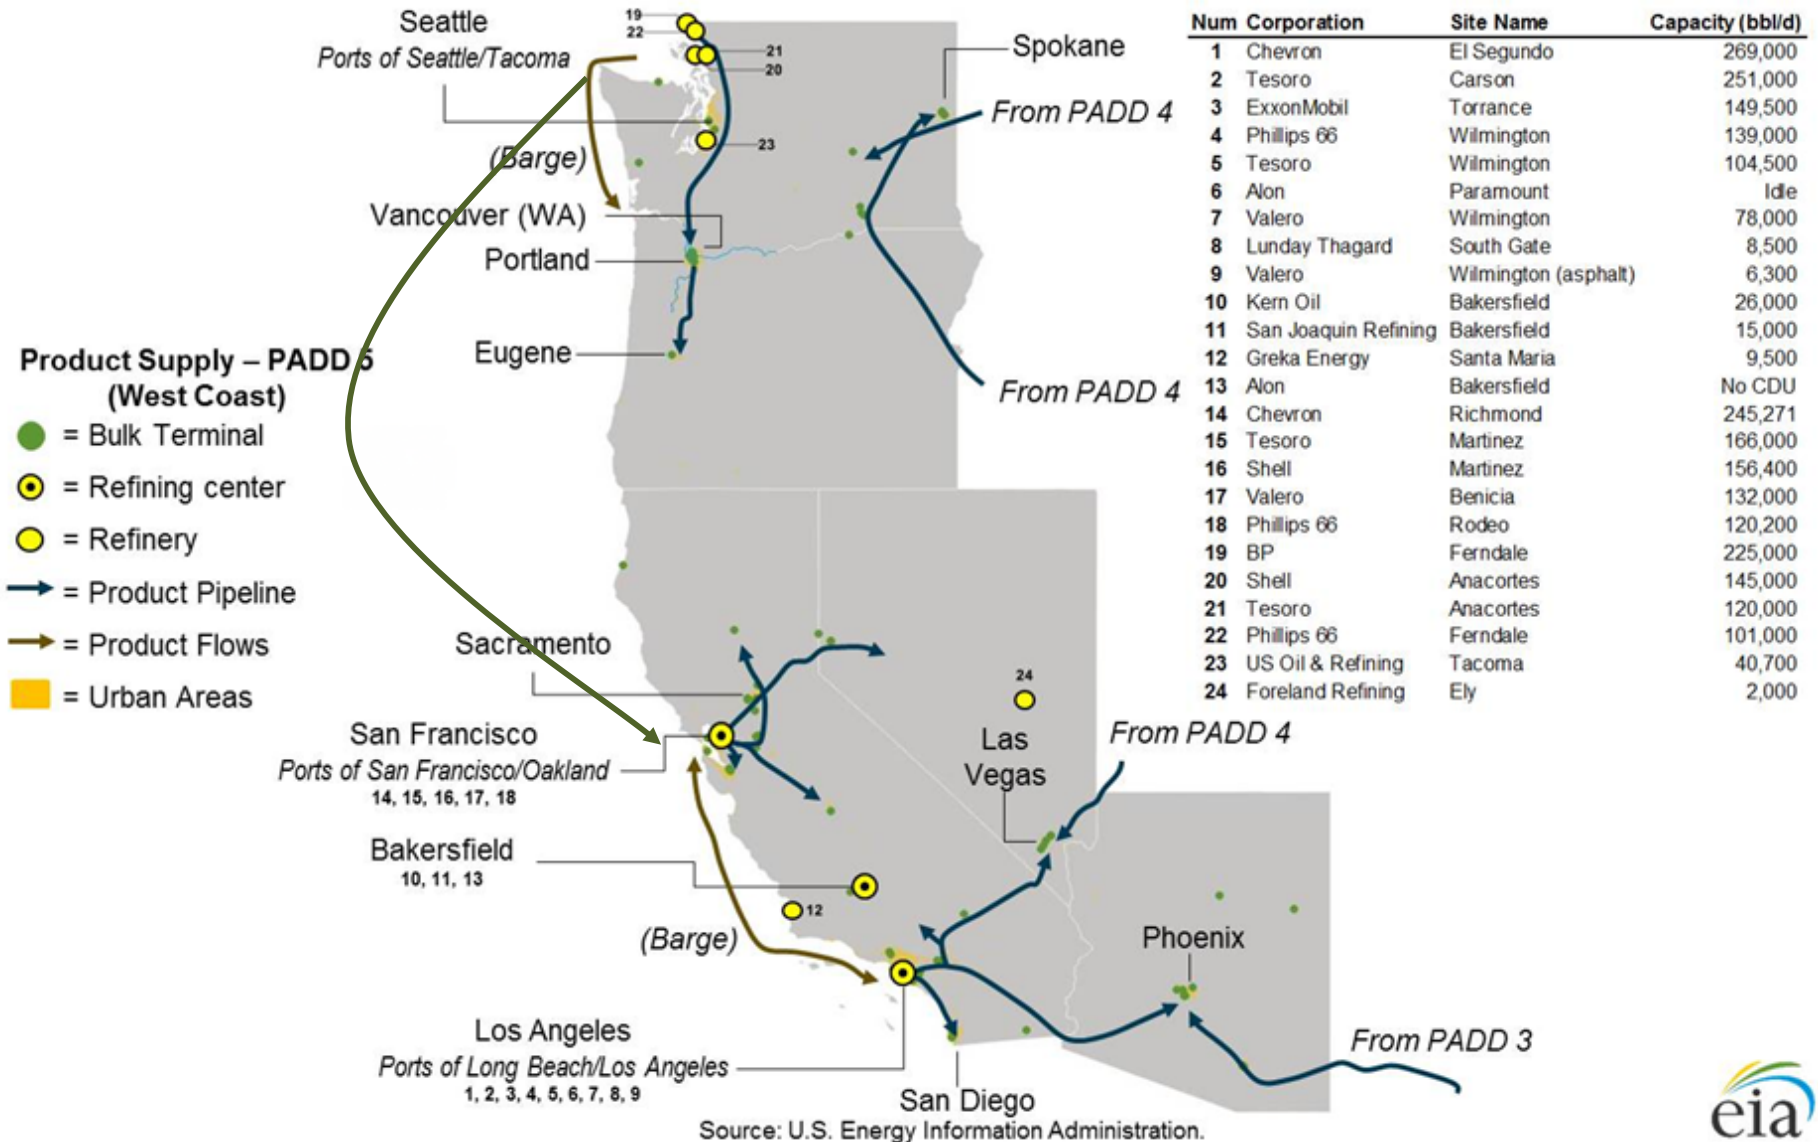 Seattle
Ports of Seattle/Tacoma
19
22
21
20
23
Spokane
From PADD 4
(Barge)
Vancouver (WA)
Portland
Eugene
From PADD 4
Product Supply – PADD 5
(West Coast)
= Bulk Terminal
= Refining center
= Refinery
= Product Pipeline
= Product Flows
= Urban Areas
Sacramento
San Francisco
Ports of San Francisco/Oakland
14, 15, 16, 17, 18
24
Las
Vegas
From PADD 4
Bakersfield
10, 11, 13
12
(Barge)
Phoenix
Los Angeles
Ports of Long Beach/Los Angeles
1, 2, 3, 4, 5, 6, 7, 8, 9
San Diego
From PADD 3
Num Corporation Site Name Capacity (bbl/d)
1 Chevron El Segundo 269,000
2 Tesoro Carson 251,000
3 ExxonMobil Torrance 149,500
4 Phillips 66 Wilmington 139,000
5 Tesoro Wilmington 104,500
6 Alon Paramount Idle
7 Valero Wilmington 78,000
8 Lunday Thagard South Gate 8,500
9 Valero Wilmington (asphalt) 6,300
10 Kern Oil Bakersfield 26,000
11 San Joaquin Refining Bakersfield 15,000
12 Greka Energy Santa Maria 9,500
13 Alon Bakersfield No CDU
14 Chevron Richmond 245,271
15 Tesoro Martinez 166,000
16 Shell Martinez 156,400
17 Valero Benicia 132,000
18 Phillips 66 Rodeo 120,200
19 BP Ferndale 225,000
20 Shell Anacortes 145,000
21 Tesoro Anacortes 120,000
22 Phillips 66 Ferndale 101,000
23 US Oil & Refining Tacoma 40,700
24 Foreland Refining Ely 2,000
Source: U.S. Energy Information Administration.
eia